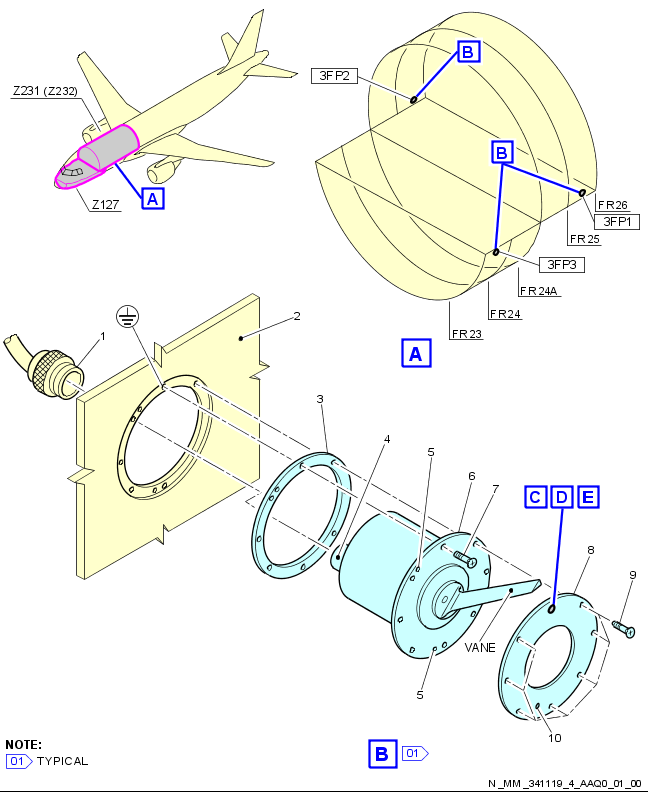 Z231 (Z232)
Z127
A
3FP2
B
B
FR26
3FP1
FR25
3FP3
FR24A
FR24
FR23
A
1
2
3
4
5
6
7
C D E
8
9
VANE
5
10
NOTE:
01 TYPICAL
B 01
N_MM_341119_4_AAQ0_01_00